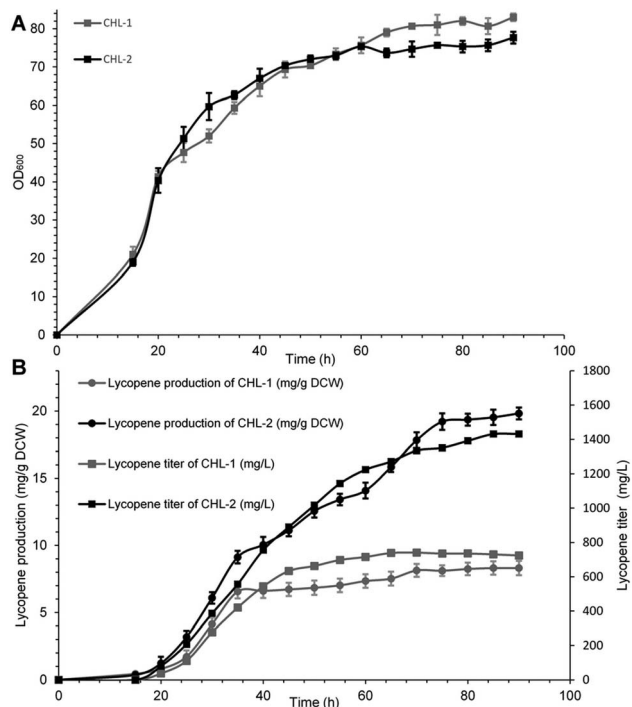 A
CHL-1
CHL-2
OD600
80
70
60
50
40
30
20
10
0
0 20 40 60 80 100
Time (h)
B
Lycopene production of CHL-1 (mg/g DCW)
Lycopene production of CHL-2 (mg/g DCW)
Lycopene titer of CHL-1 (mg/L)
Lycopene titer of CHL-2 (mg/L)
Lycopene production (mg/g DCW)
20
15
10
5
0
1800
1600
1400
1200
1000
800
600
400
200
0
Lycopene titer (mg/L)
0 20 40 60 80 100
Time (h)